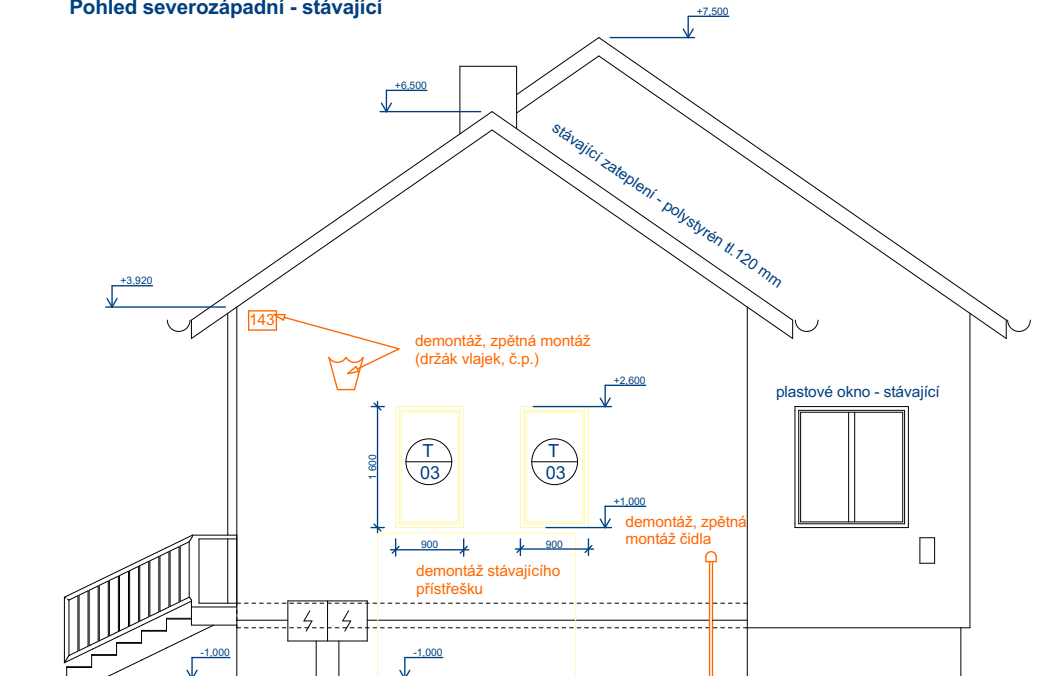 Pohled severozápadní - stávající
+7,500
+6,500
stávající zateplení - polystyrén tl.120 mm
+3,920
143
demontáž, zpětná montáž
(držák vlajek, č.p.)
+2,600
plastové okno - stávající
1 600
T
03
T
03
+1,000
demontáž, zpětná
montáž čidla
900
900
demontáž stávajícího
přístřešku
-1,000
-1,000